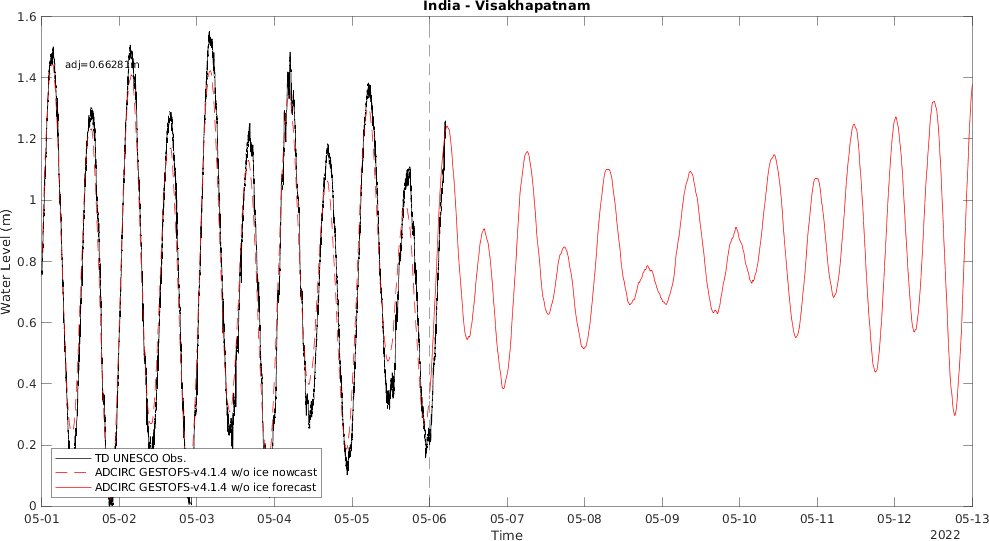 India - Visakhapatnam
1.6
1.4
1.2
1
0.8
0.6
0.4
0.2
0
Water Level (m)
adj=0.66281m
TD UNESCO Obs.
ADCIRC GESTOFS-v4.1.4 w/o ice nowcast
ADCIRC GESTOFS-v4.1.4 w/o ice forecast
05-01 05-02 05-03 05-04 05-05 05-06 05-07 05-08 05-09 05-10 05-11 05-12 05-13
Time
2022